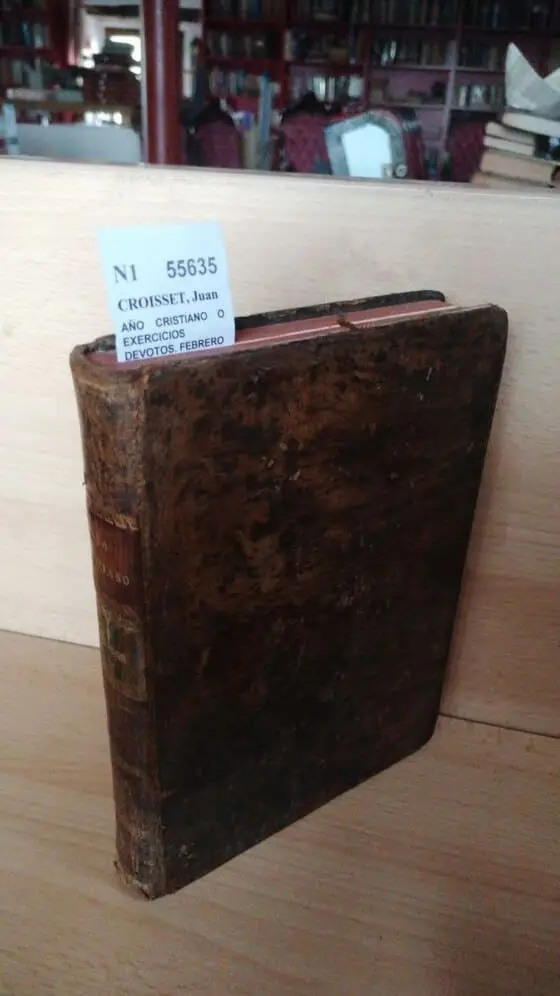 N1 55635
CROISSET, Juan
AÑO CRISTIANO O
EXERCICIOS
DEVOTOS. FEBRERO